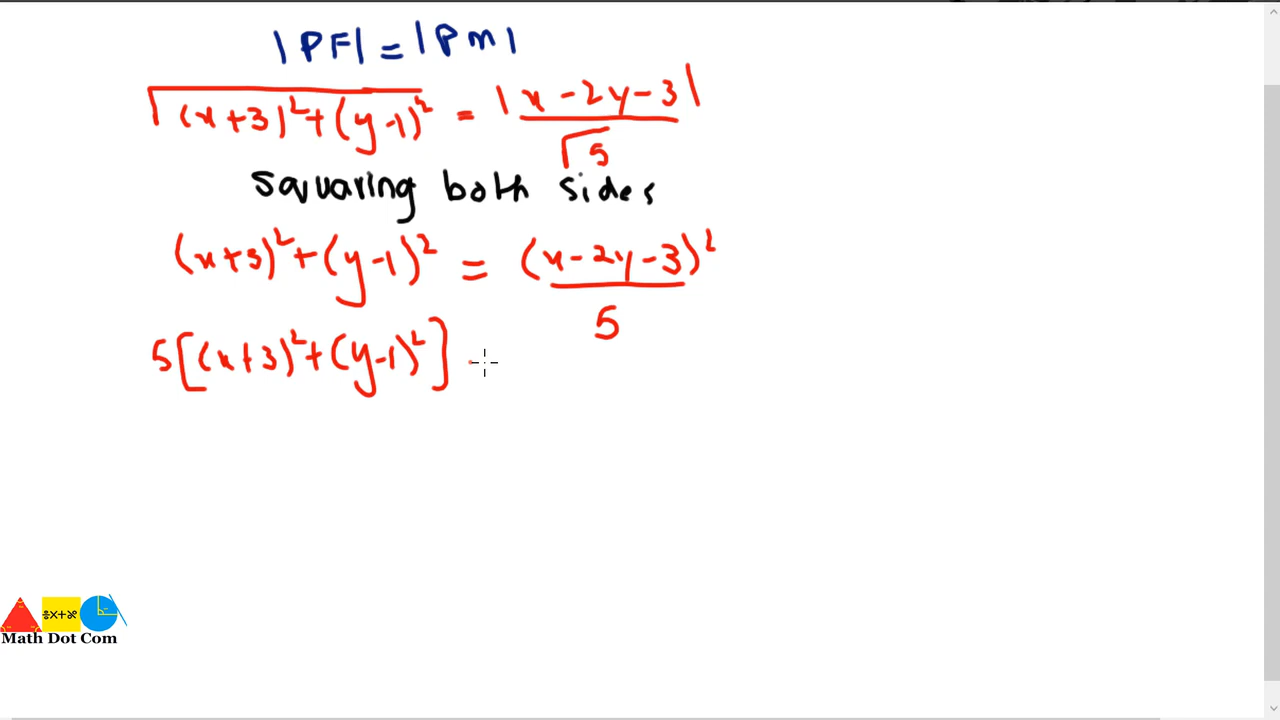 |PF| = |PM|
√((x+3)²+(y-1)²) = |x-2y-3|/√5
Squaring both sides
(x+3)²+(y-1)² = (x-2y-3)²/5
5[(x+3)²+(y-1)²]
÷×+
Math Dot Com